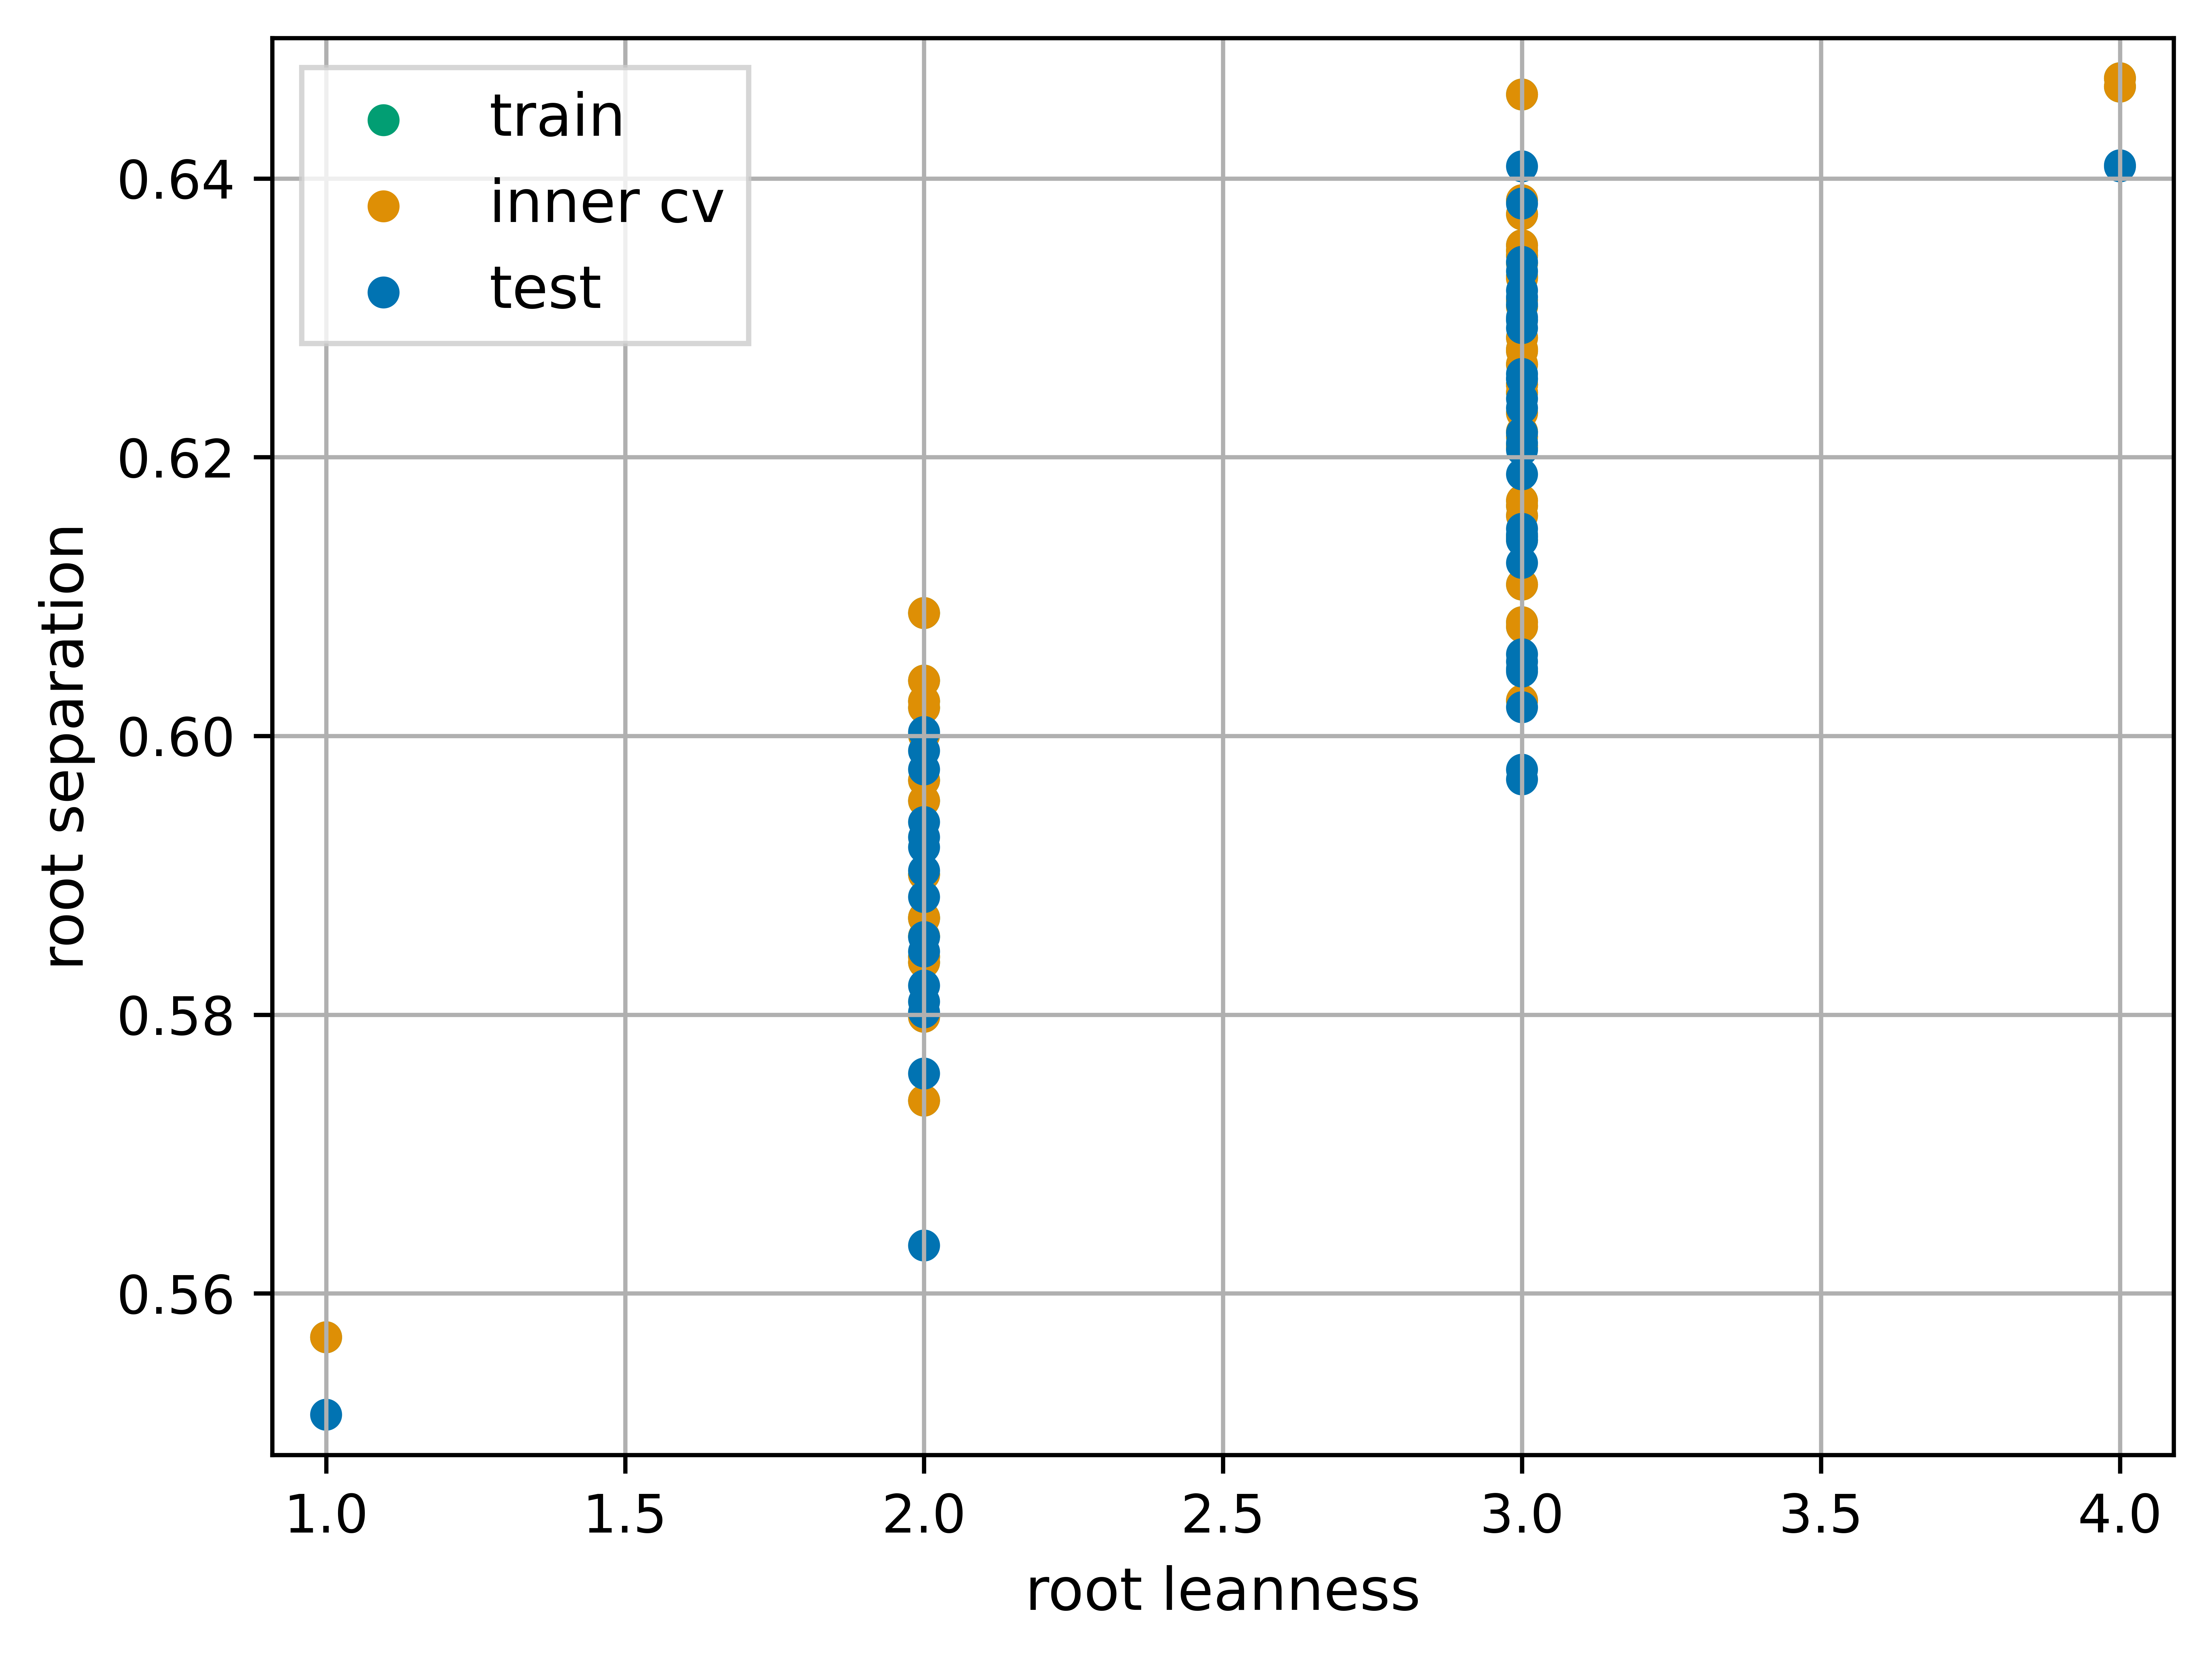 train
inner cv
test
0.64
0.62
0.60
0.58
0.56
root separation
1.0 1.5 2.0 2.5 3.0 3.5 4.0
root leanness